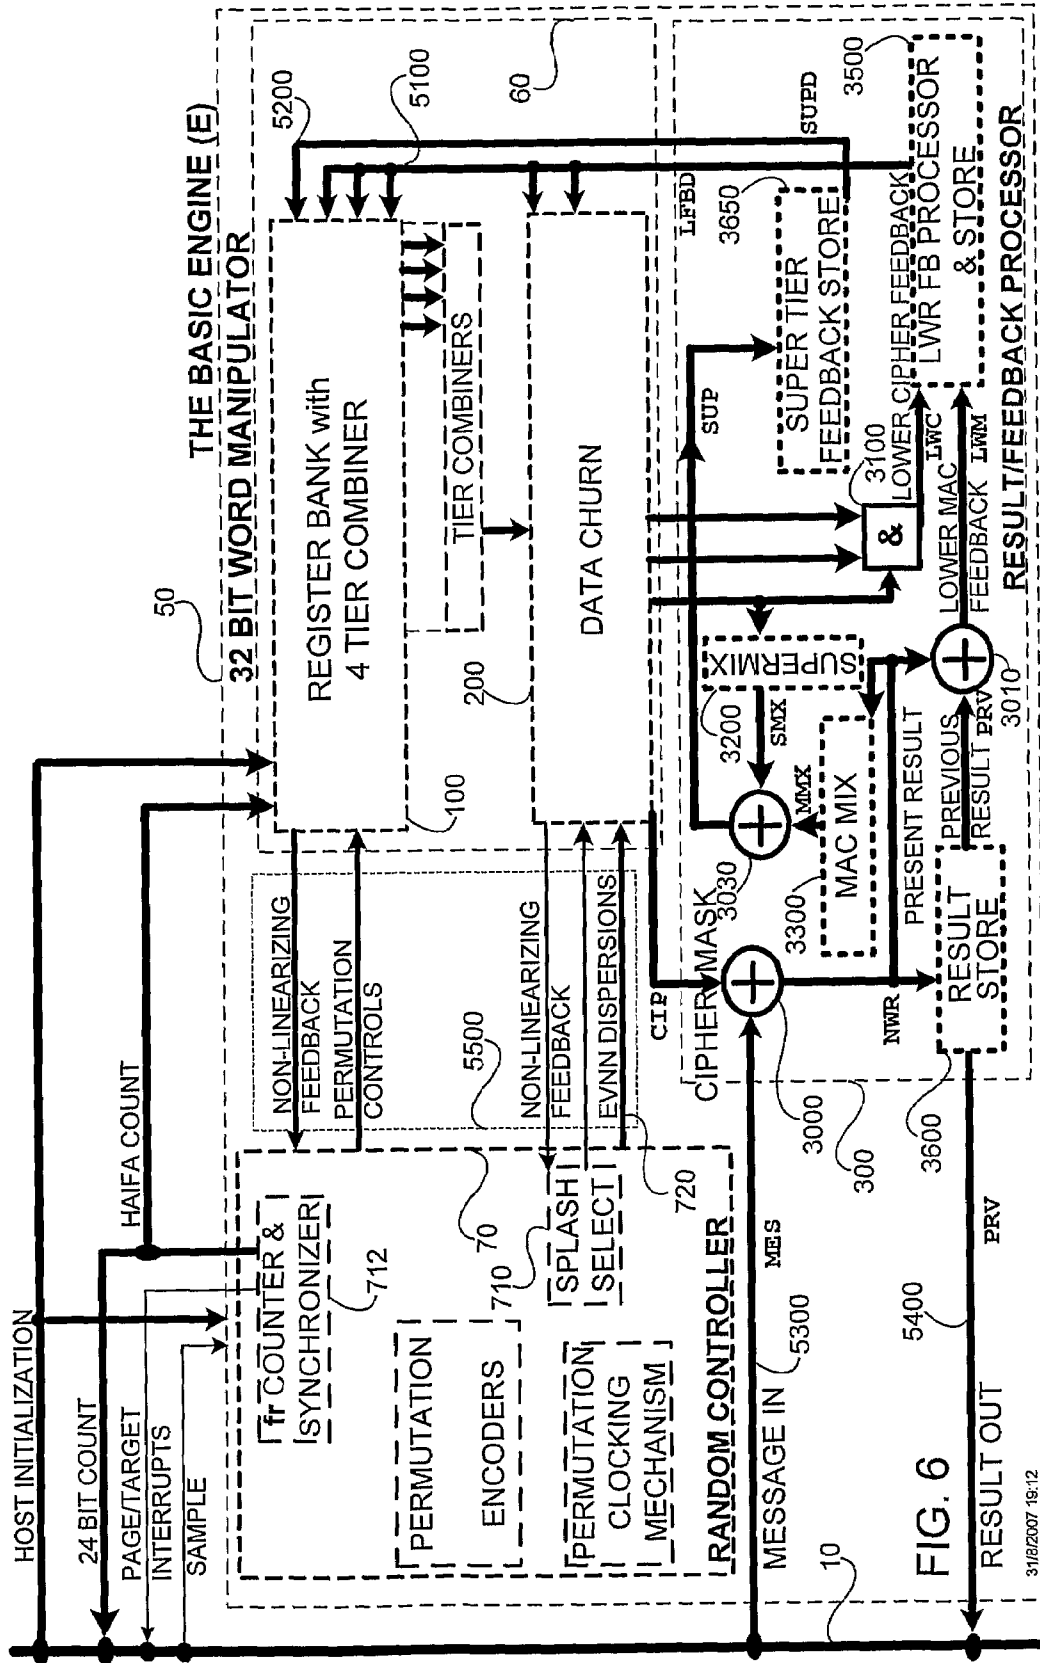 THE BASIC ENGINE (E)
50
32 BIT WORD MANIPULATOR
5200
5100
60
REGISTER BANK with
4 TIER COMBINER
100
TIER COMBINERS
200
DATA CHURN
HOST INITIALIZATION
24 BIT COUNT
HAIFA COUNT
PAGE/TARGET
INTERRUPTS
SAMPLE
fr COUNTER &
SYNCHRONIZER
712
70
PERMUTATION
ENCODERS
710
SPLASH
SELECT
PERMUTATION
CLOCKING
MECHANISM
RANDOM CONTROLLER
NON-LINEARIZING
FEEDBACK
PERMUTATION
CONTROLS
5500
NON-LINEARIZING
FEEDBACK
EVNN DISPERSIONS
720
CIP
CIPHER MASK
3000
300
LFBD
SUPD
SUP
3650
SUPER TIER
FEEDBACK STORE
3500
LWR FB PROCESSOR
& STORE
3100
&
LOWER CIPHER FEEDBACK
LWC
LOWER MAC
FEEDBACK
LWM
SUPERMIX
3200
SMX
3030
MMX
MAC MIX
3300
PRESENT RESULT
NWR
3010
PREVIOUS
RESULT
PRV
RESULT
STORE
3600
RESULT/FEEDBACK PROCESSOR
MESSAGE IN
5300
MES
10
RESULT OUT
5400
PRV
FIG. 6
31/8/2007 19:12